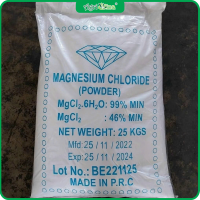 MAGNESIUM CHLORIDE
(POWDER)
MgCl₂.6H₂O: 99% MIN
MgCl₂ : 46% MIN
NET WEIGHT: 25 KGS
Mfd: 25 / 11 / 2022
Exp: 25 / 11 / 2024
Lot No.: BE221125
MADE IN P.R.C